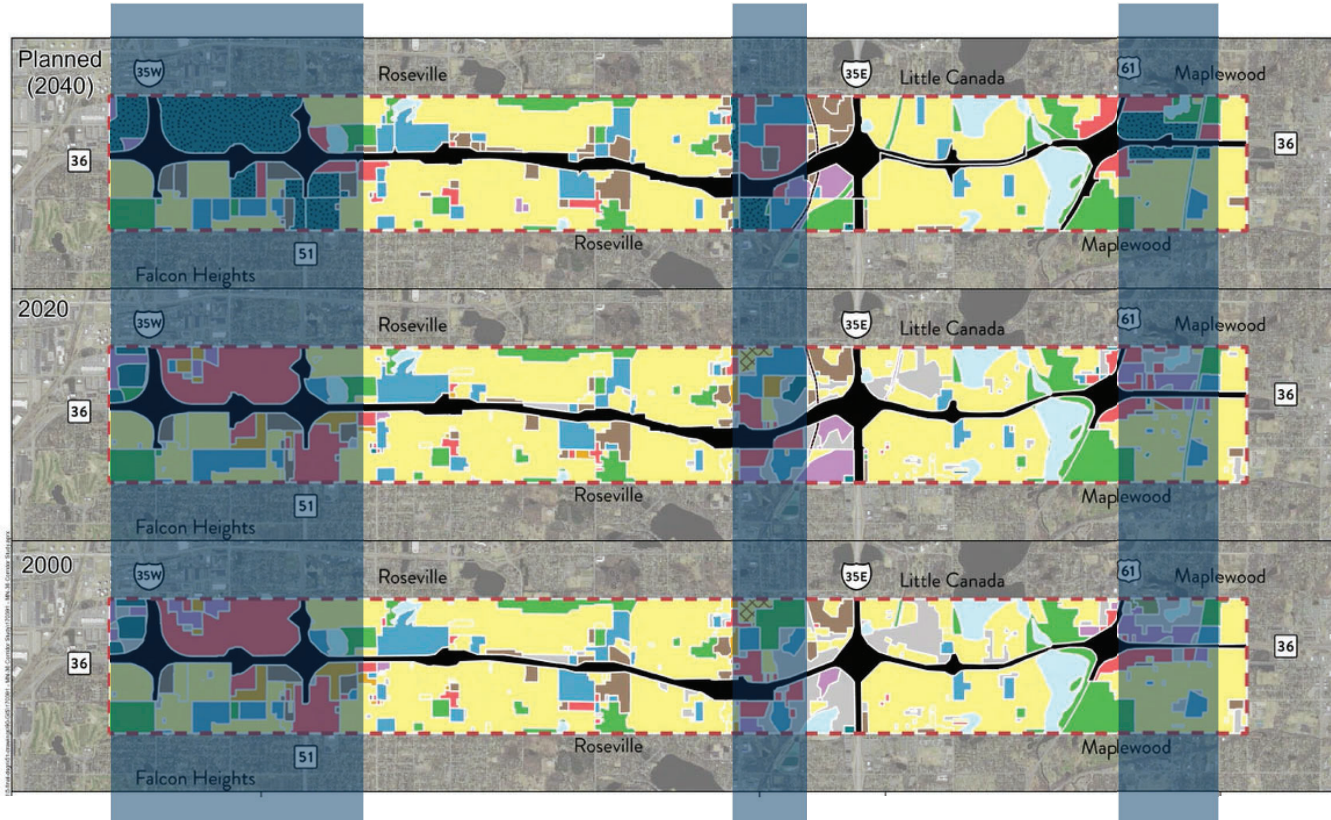 Planned
(2040)
35W
Roseville
35E
Little Canada
61
Maplewood
36
36
51
Roseville
Maplewood
Falcon Heights
2020
35W
Roseville
35E
Little Canada
61
Maplewood
36
36
51
Roseville
Maplewood
Falcon Heights
2000
35W
Roseville
35E
Little Canada
61
Maplewood
36
36
51
Roseville
Maplewood
Falcon Heights